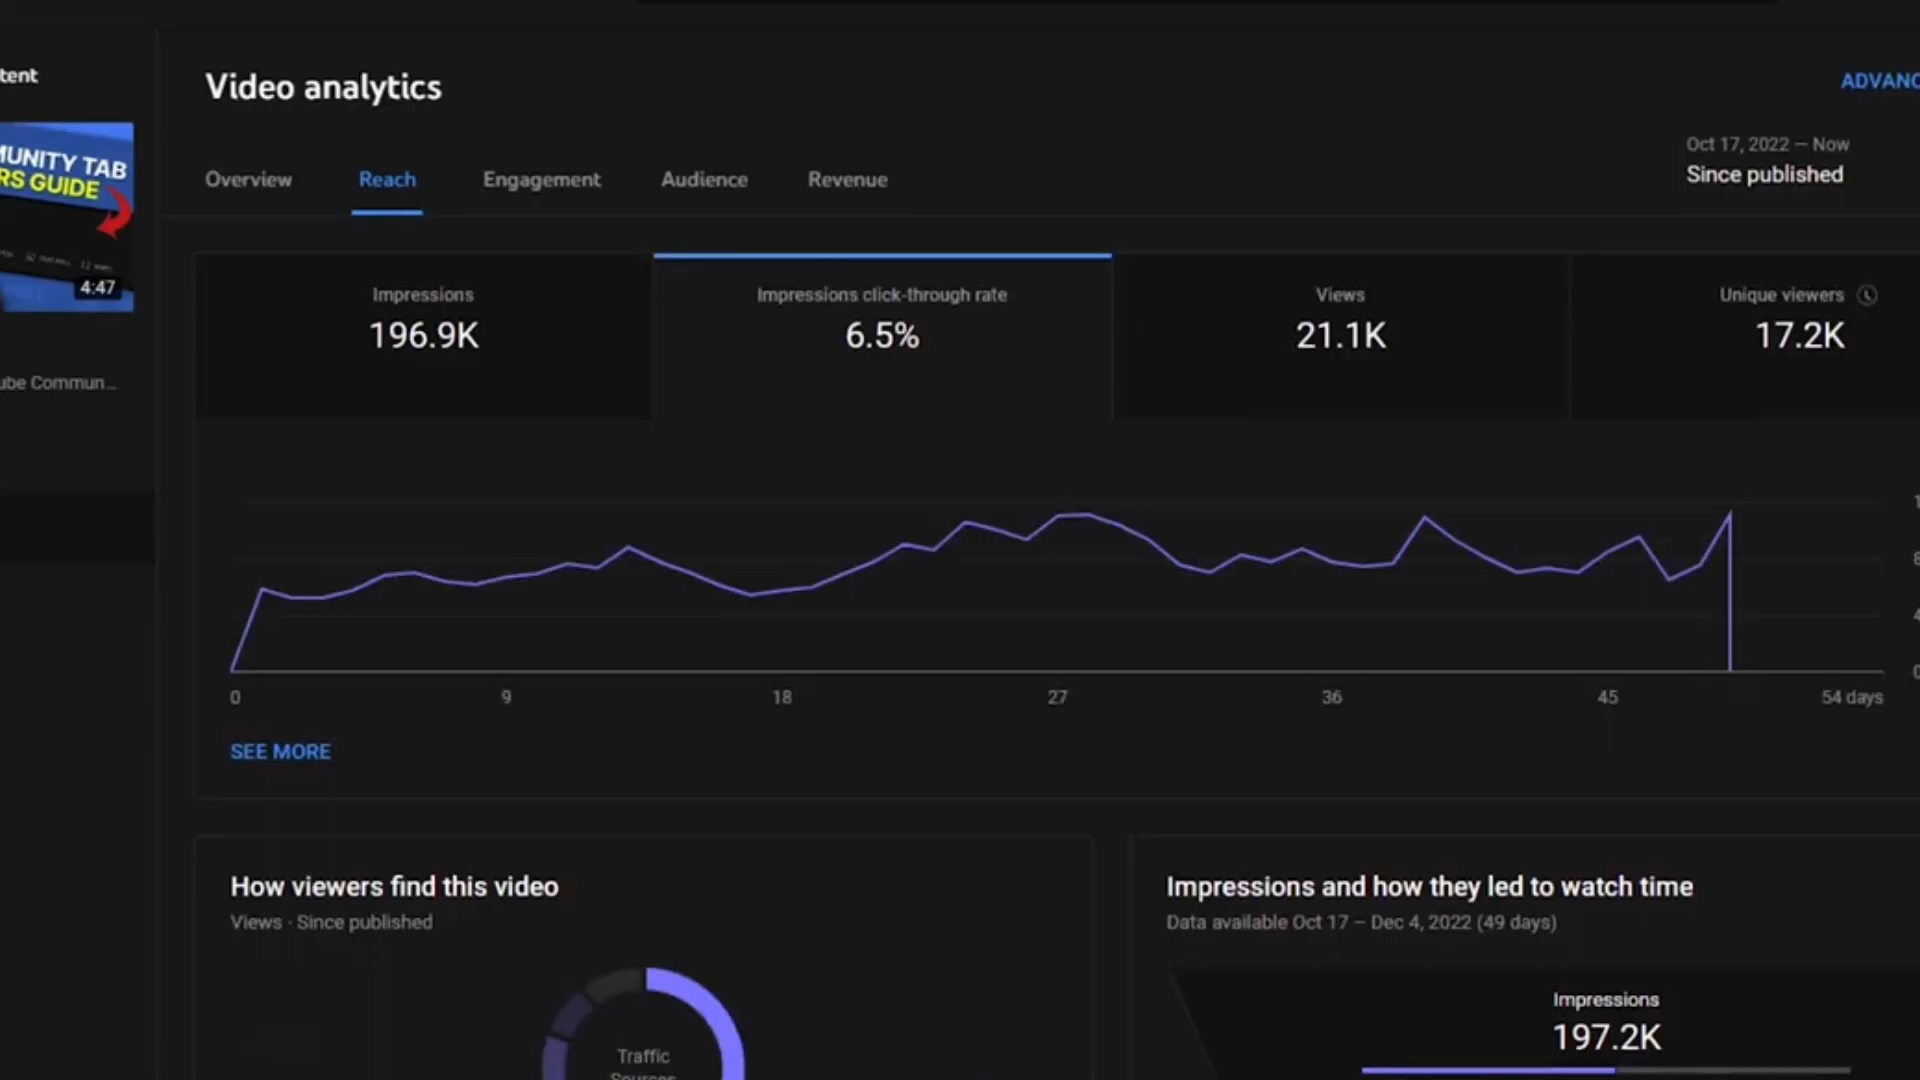 tent
Video analytics
ADVANC
Oct 17, 2022 – Now
Since published
MUNITY TAB
RS GUIDE
4:47
ube Commun...
Overview
Reach
Engagement
Audience
Revenue
Impressions
196.9K
Impressions click-through rate
6.5%
Views
21.1K
Unique viewers
17.2K
0
9
18
27
36
45
54 days
SEE MORE
How viewers find this video
Views · Since published
Traffic
Sources
Impressions and how they led to watch time
Data available Oct 17 – Dec 4, 2022 (49 days)
Impressions
197.2K